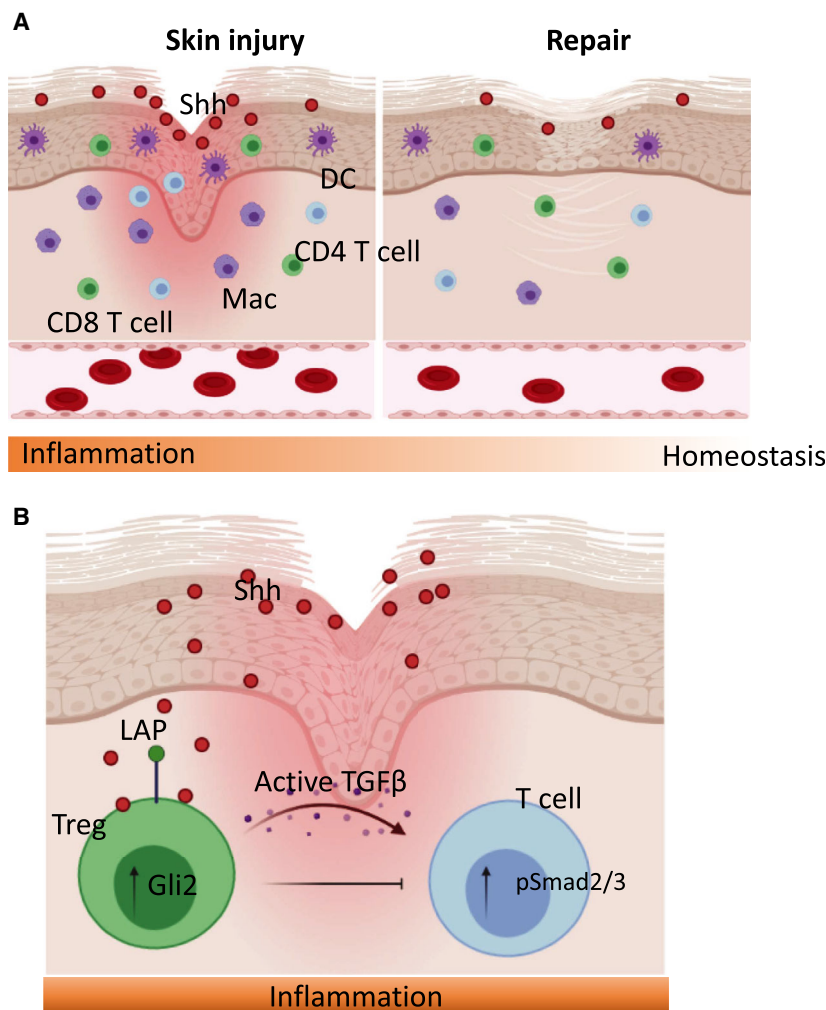 A
Skin injury
Repair
Shh
DC
CD4 T cell
Mac
CD8 T cell
Inflammation
Homeostasis
B
Shh
LAP
Active TGFβ
T cell
Treg
Gli2
pSmad2/3
Inflammation